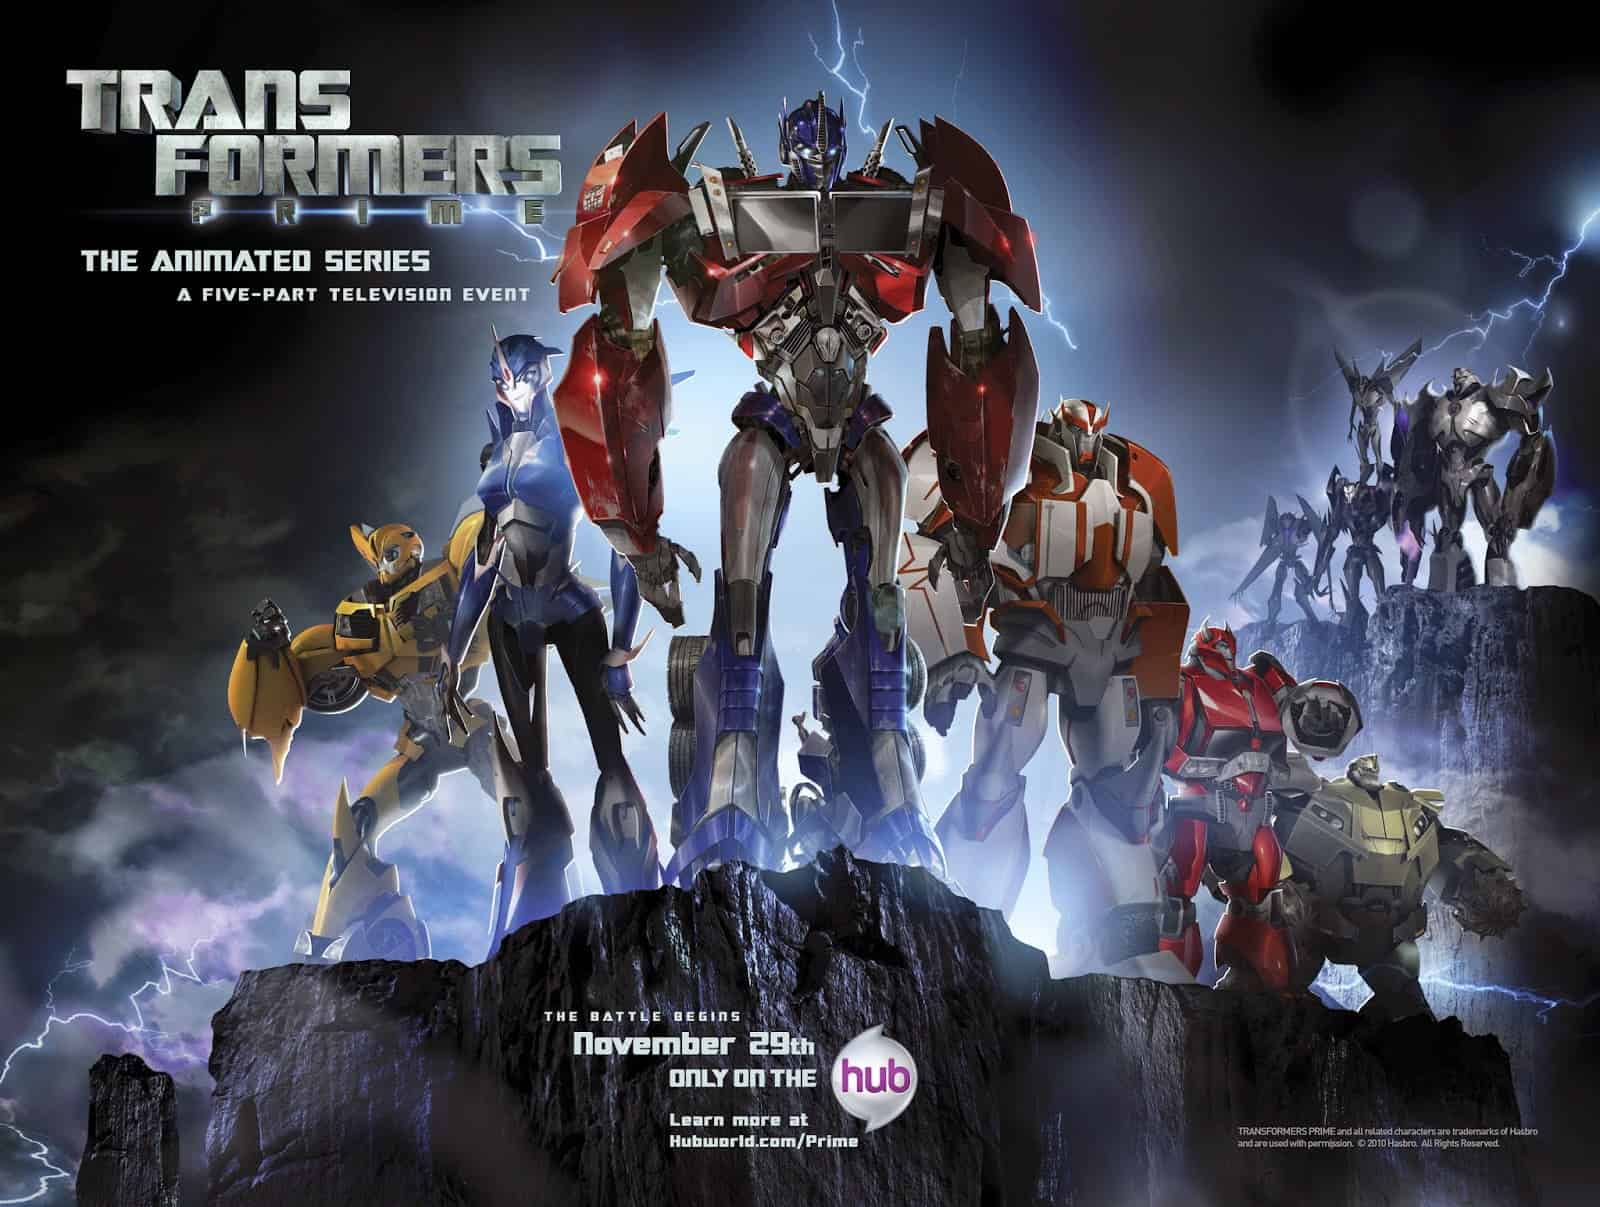 TRANS
FORMERS
PRIME
THE ANIMATED SERIES
A FIVE-PART TELEVISION EVENT
THE BATTLE BEGINS
November 29th
ONLY ON THE
hub
Learn more at
Hubworld.com/Prime
TRANSFORMERS PRIME and all related characters are trademarks of Hasbro
and are used with permission. © 2010 Hasbro. All Rights Reserved.